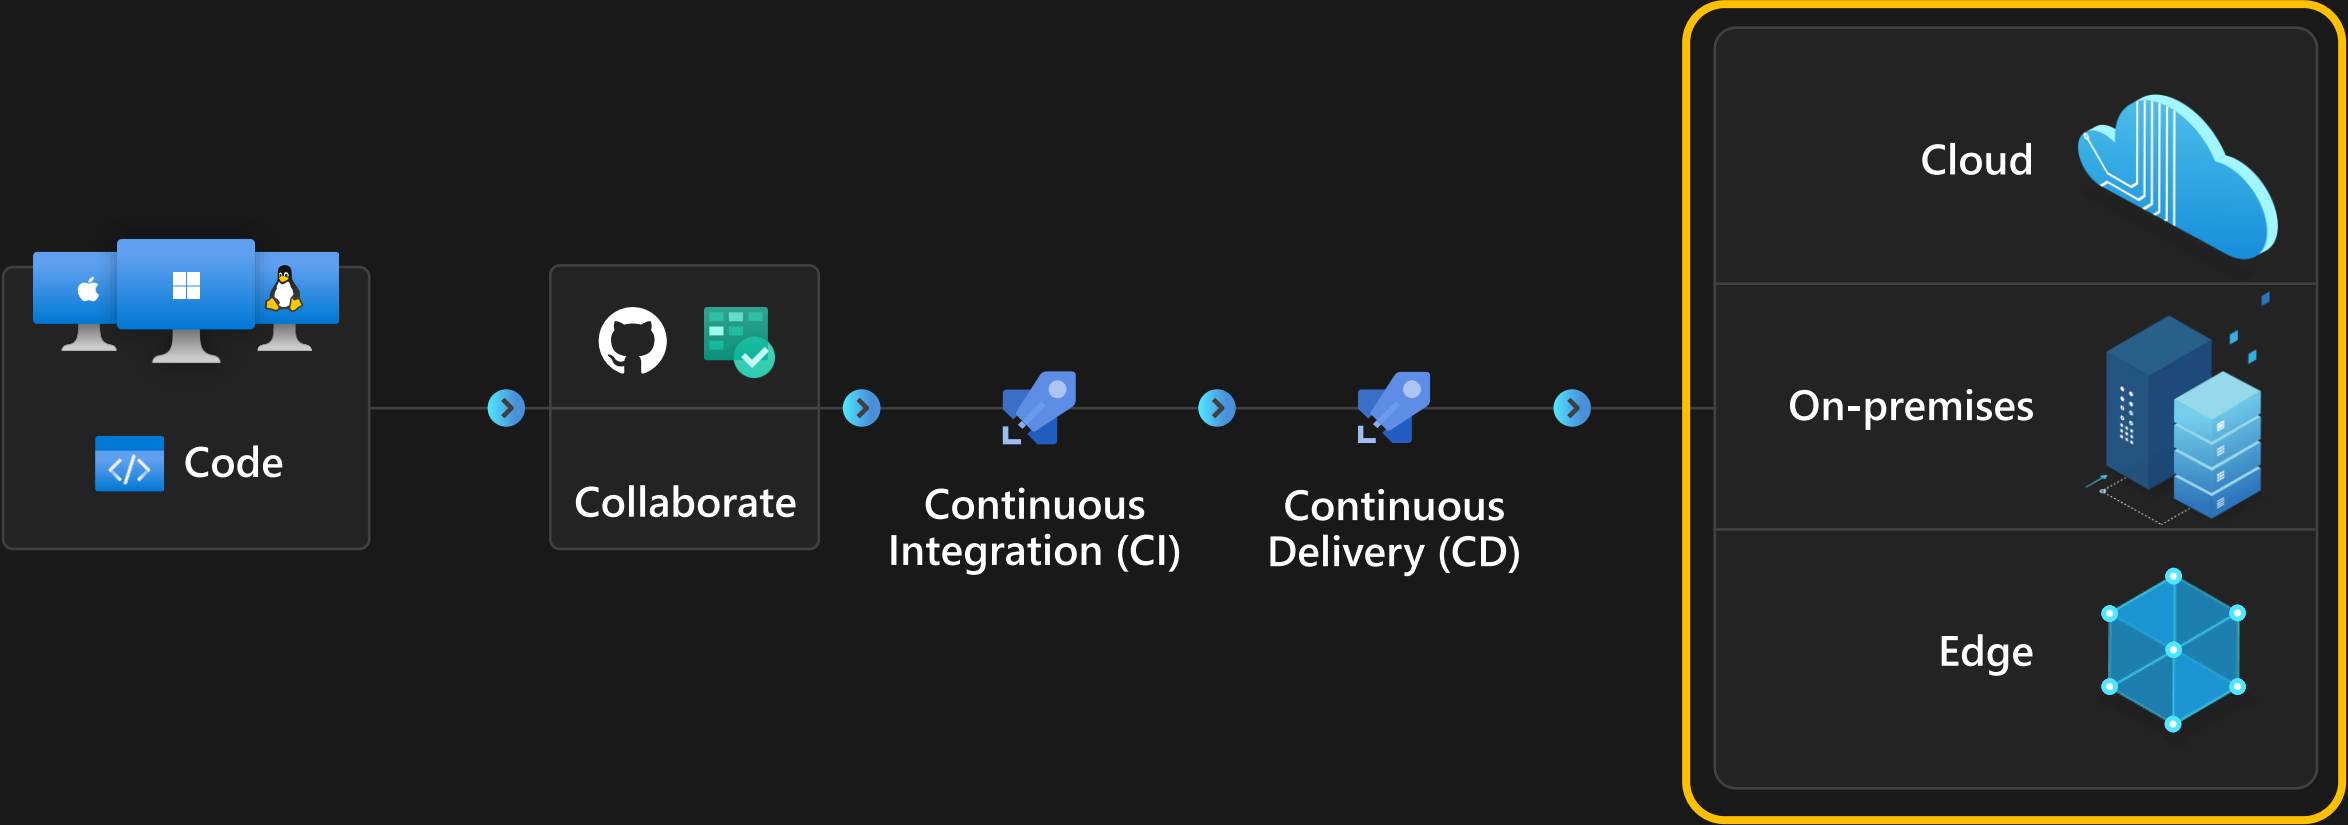 Code
Collaborate
Continuous
Integration (CI)
Continuous
Delivery (CD)
Cloud
On-premises
Edge